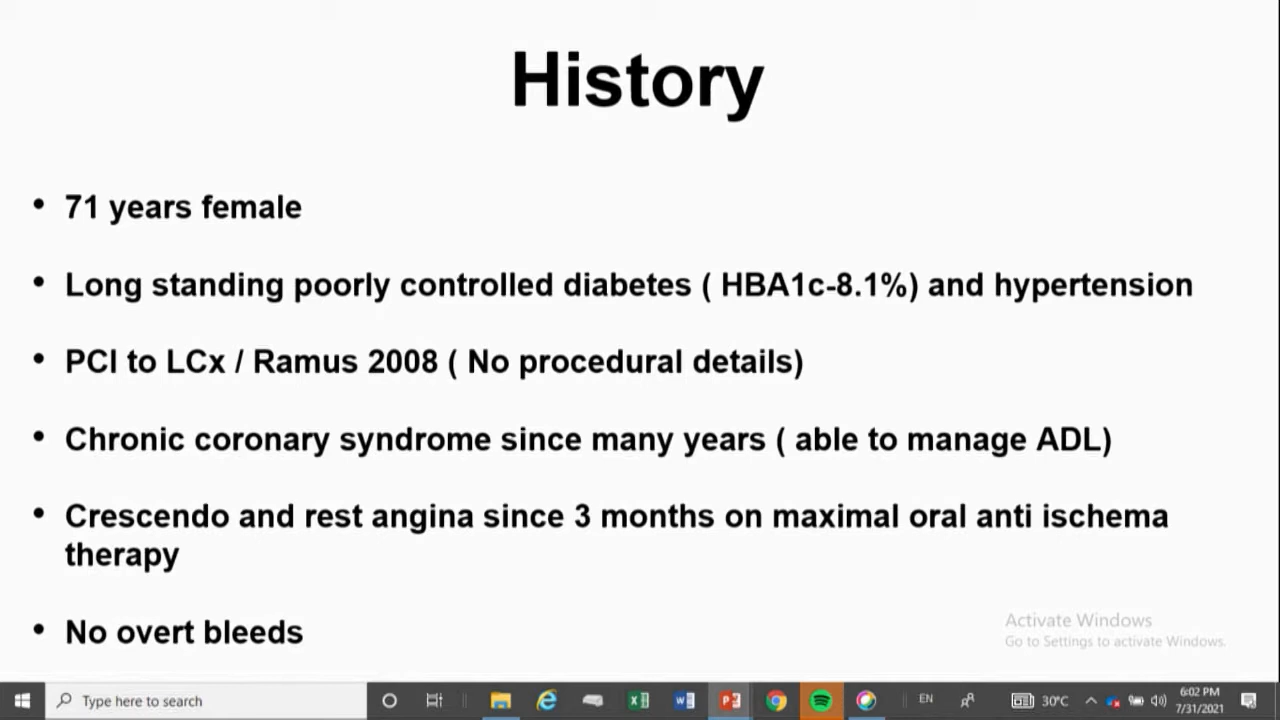 History
• 71 years female
• Long standing poorly controlled diabetes ( HBA1c-8.1%) and hypertension
• PCI to LCx / Ramus 2008 ( No procedural details)
• Chronic coronary syndrome since many years ( able to manage ADL)
• Crescendo and rest angina since 3 months on maximal oral anti ischema
therapy
• No overt bleeds
Activate Windows
Go to Settings to activate Windows.
Type here to search
EN
30°C
6:02 PM
7/31/2021